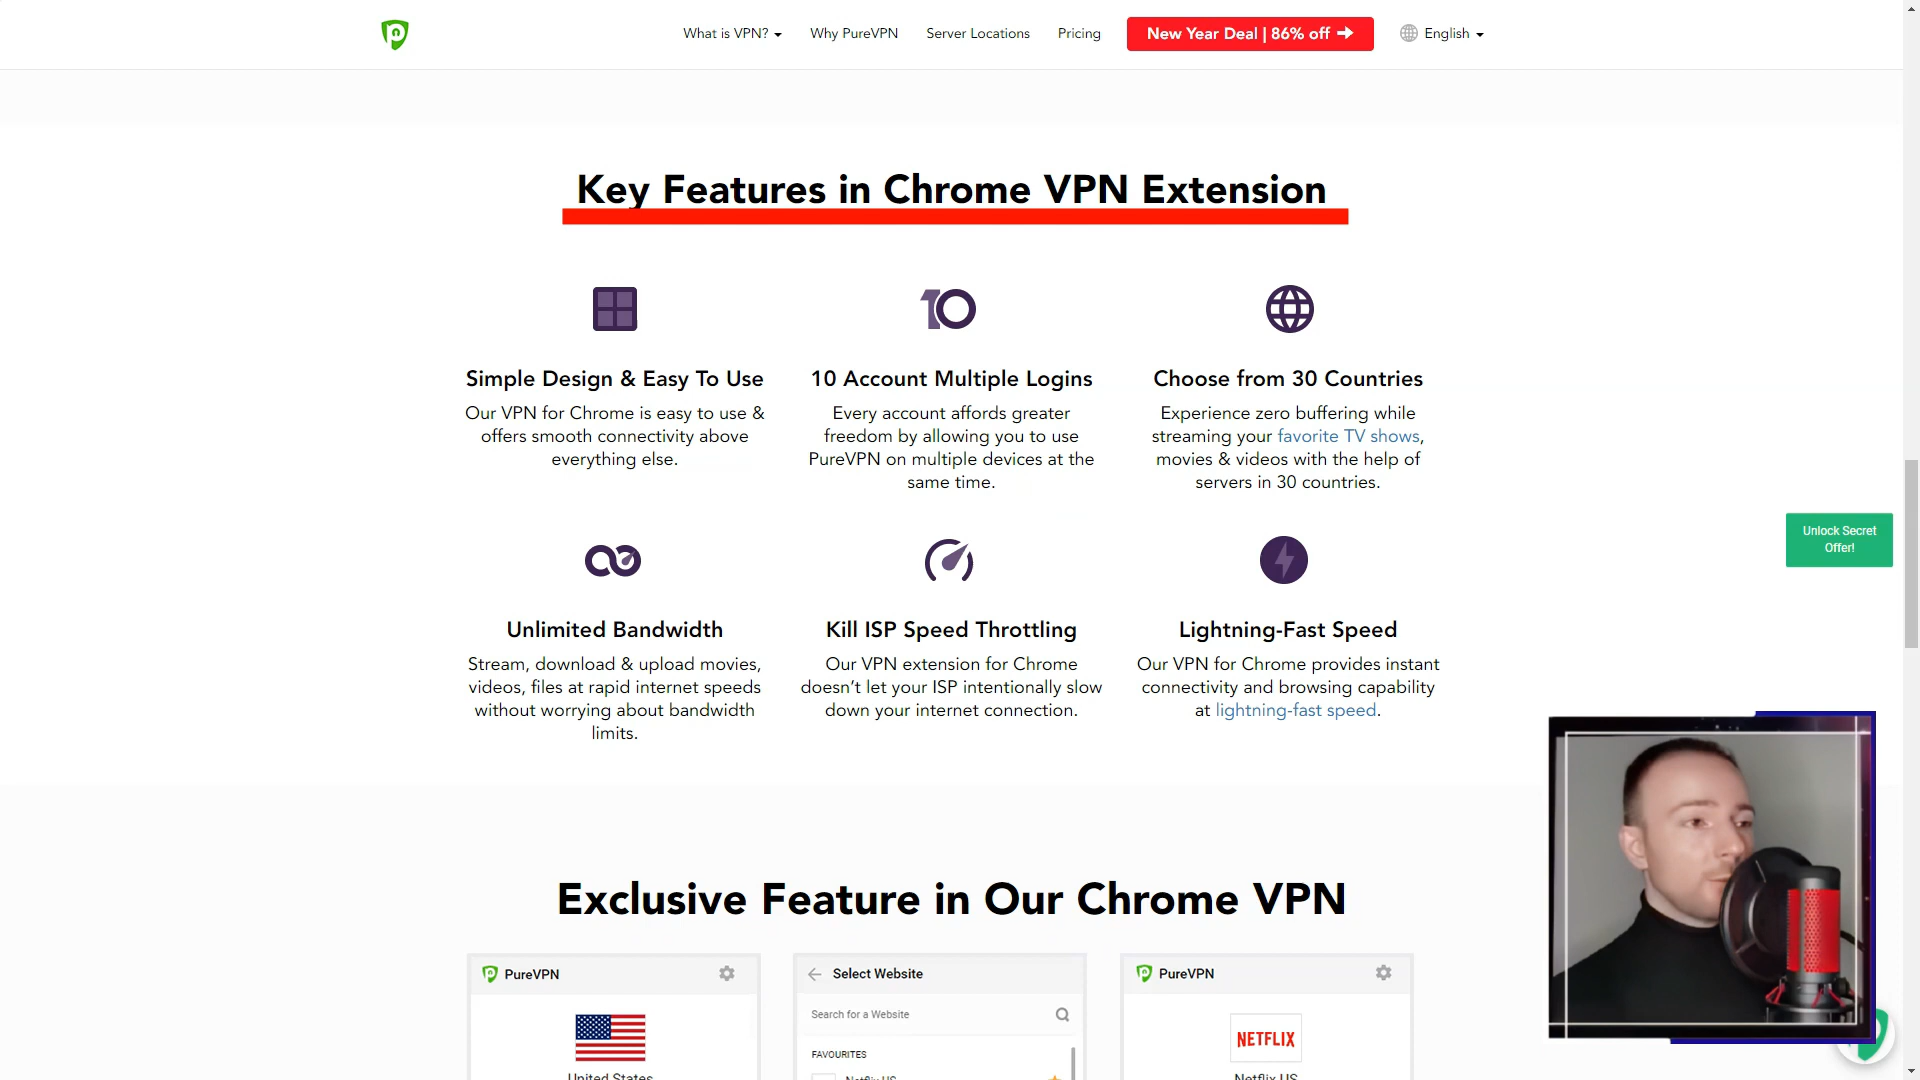 What is VPN?
Why PureVPN
Server Locations
Pricing
New Year Deal | 86% off
English
Key Features in Chrome VPN Extension
10
Simple Design & Easy To Use
Our VPN for Chrome is easy to use &
offers smooth connectivity above
everything else.
10 Account Multiple Logins
Every account affords greater
freedom by allowing you to use
PureVPN on multiple devices at the
same time.
Choose from 30 Countries
Experience zero buffering while
streaming your favorite TV shows,
movies & videos with the help of
servers in 30 countries.
Unlock Secret
Offer!
Unlimited Bandwidth
Stream, download & upload movies,
videos, files at rapid internet speeds
without worrying about bandwidth
limits.
Kill ISP Speed Throttling
Our VPN extension for Chrome
doesn’t let your ISP intentionally slow
down your internet connection.
Lightning-Fast Speed
Our VPN for Chrome provides instant
connectivity and browsing capability
at lightning-fast speed.
Exclusive Feature in Our Chrome VPN
PureVPN
United States
Select Website
Search for a Website
FAVOURITES
Netflix US
PureVPN
NETFLIX
Netflix US